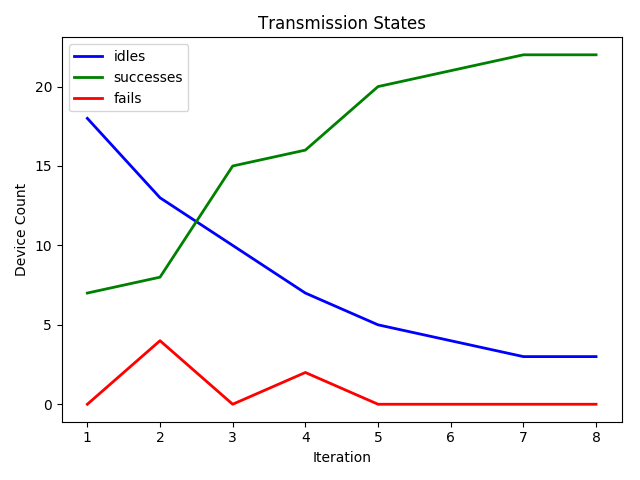 Transmission States
idles
successes
fails
Device Count
20
15
10
5
0
1 2 3 4 5 6 7 8
Iteration